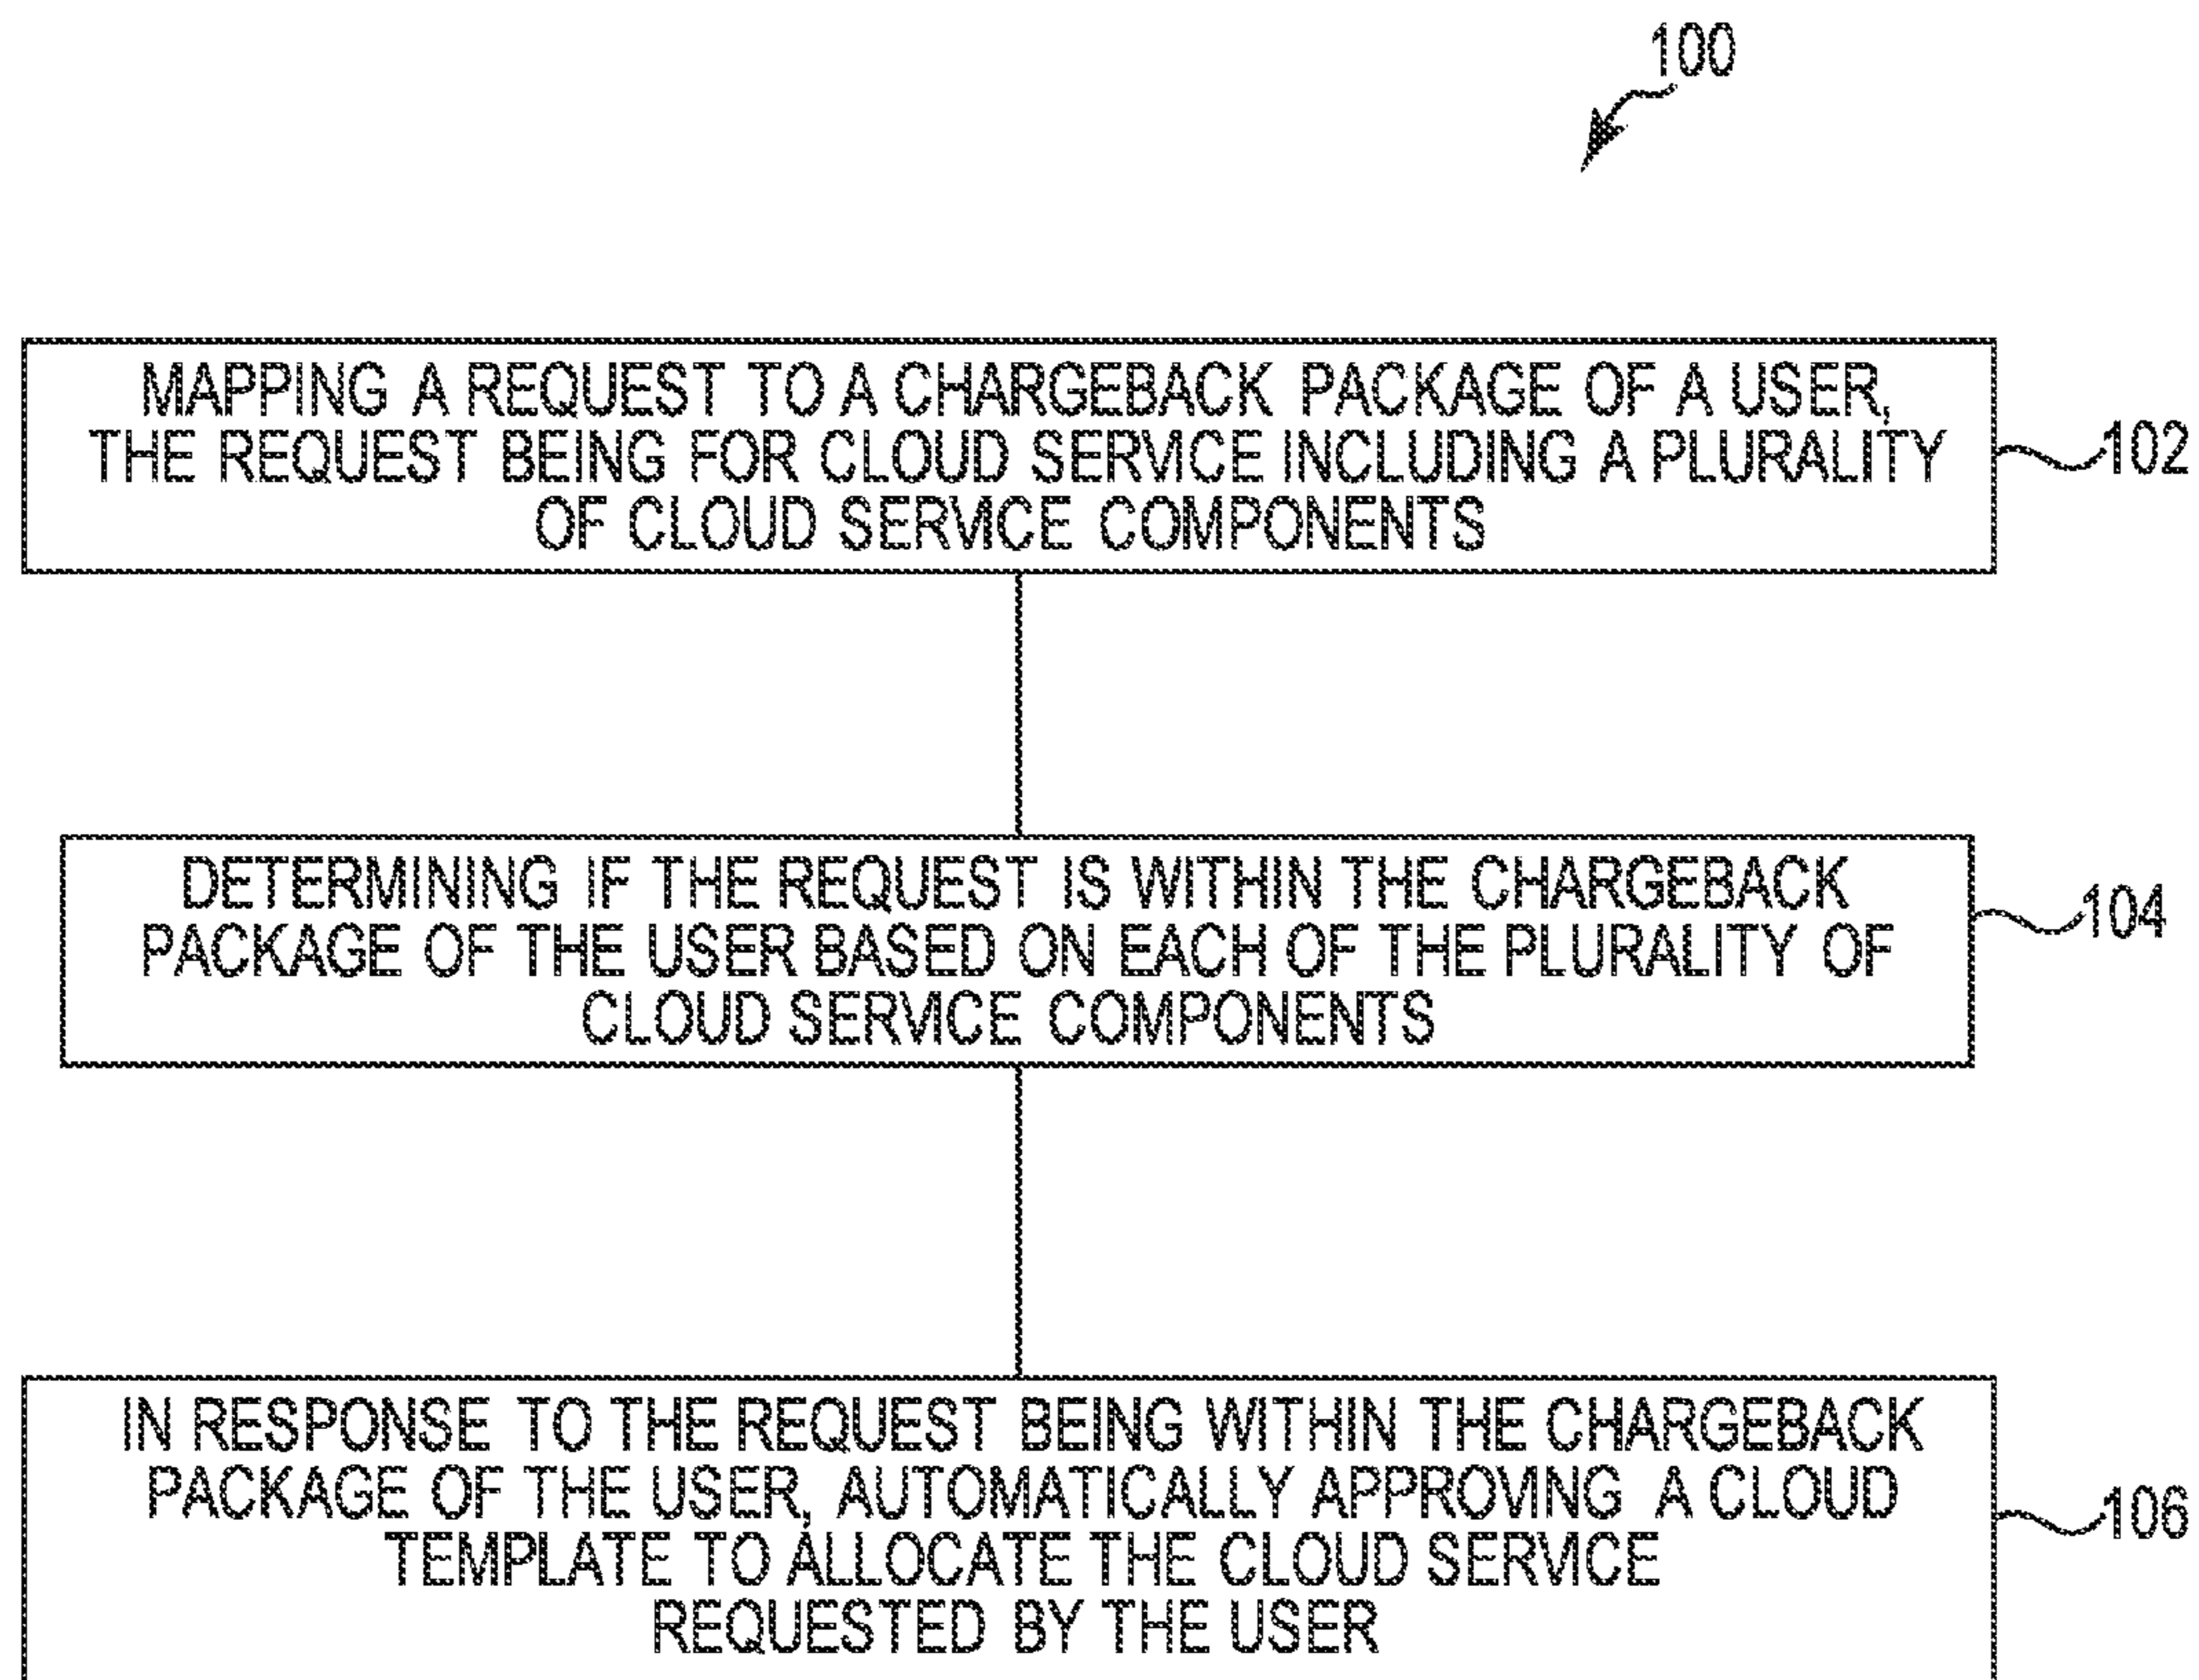 100
MAPPING A REQUEST TO A CHARGEBACK PACKAGE OF A USER,
THE REQUEST BEING FOR CLOUD SERVICE INCLUDING A PLURALITY
OF CLOUD SERVICE COMPONENTS
102
DETERMINING IF THE REQUEST IS WITHIN THE CHARGEBACK
PACKAGE OF THE USER BASED ON EACH OF THE PLURALITY OF
CLOUD SERVICE COMPONENTS
104
IN RESPONSE TO THE REQUEST BEING WITHIN THE CHARGEBACK
PACKAGE OF THE USER, AUTOMATICALLY APPROVING A CLOUD
TEMPLATE TO ALLOCATE THE CLOUD SERVICE
REQUESTED BY THE USER
106